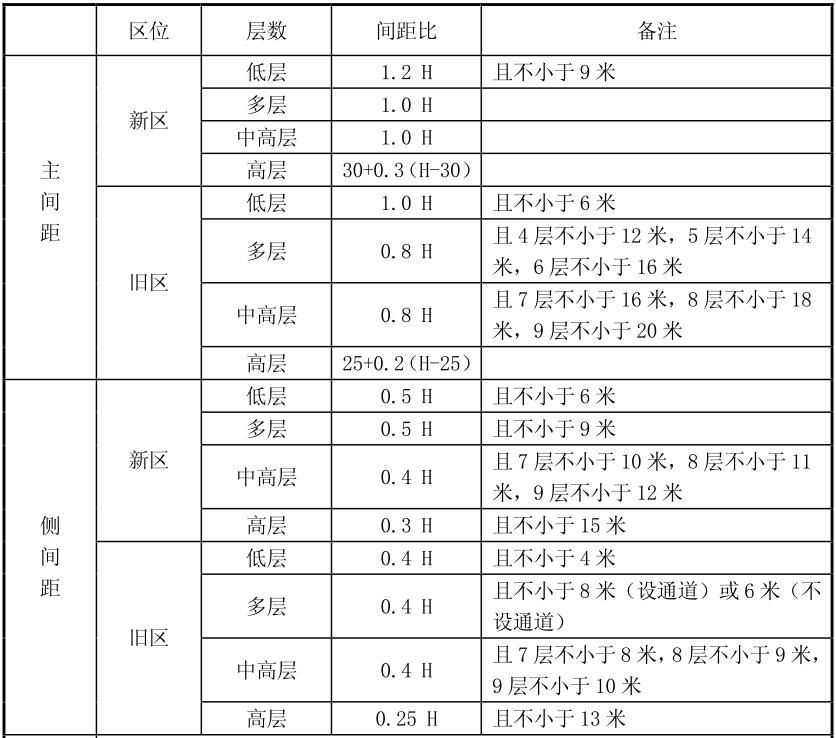 区位 层数 间距比 备注
主间距 新区 低层 1.2 H 且不小于 9 米
多层 1.0 H
中高层 1.0 H
高层 30+0.3(H-30)
旧区 低层 1.0 H 且不小于 6 米
多层 0.8 H 且 4 层不小于 12 米，5 层不小于 14
米，6 层不小于 16 米
中高层 0.8 H 且 7 层不小于 16 米，8 层不小于 18
米，9 层不小于 20 米
高层 25+0.2(H-25)
侧间距 新区 低层 0.5 H 且不小于 6 米
多层 0.5 H 且不小于 9 米
中高层 0.4 H 且 7 层不小于 10 米，8 层不小于 11
米，9 层不小于 12 米
高层 0.3 H 且不小于 15 米
旧区 低层 0.4 H 且不小于 4 米
多层 0.4 H 且不小于 8 米（设通道）或 6 米（不
设通道）
中高层 0.4 H 且 7 层不小于 8 米，8 层不小于 9 米，
9 层不小于 10 米
高层 0.25 H 且不小于 13 米